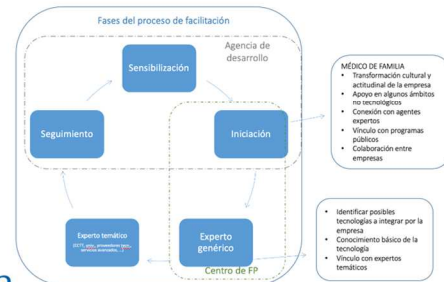 Fases del proceso de facilitación
Agencia de
desarrollo
Sensibilización
Seguimiento
Iniciación
Experto temático
Experto
genérico
Centro de FP
MÉDICO DE FAMILIA
• Transformación cultural y
actitudinal de la empresa
• Apoyo en algunos ámbitos
no tecnológicos
• Conexión con agentes
expertos
• Vínculo con programas
públicos
• Colaboración entre
empresas
• Identificar posibles
tecnologías a integrar por la
empresa
• Conocimiento básico de la
tecnología
• Vínculo con expertos
temáticos